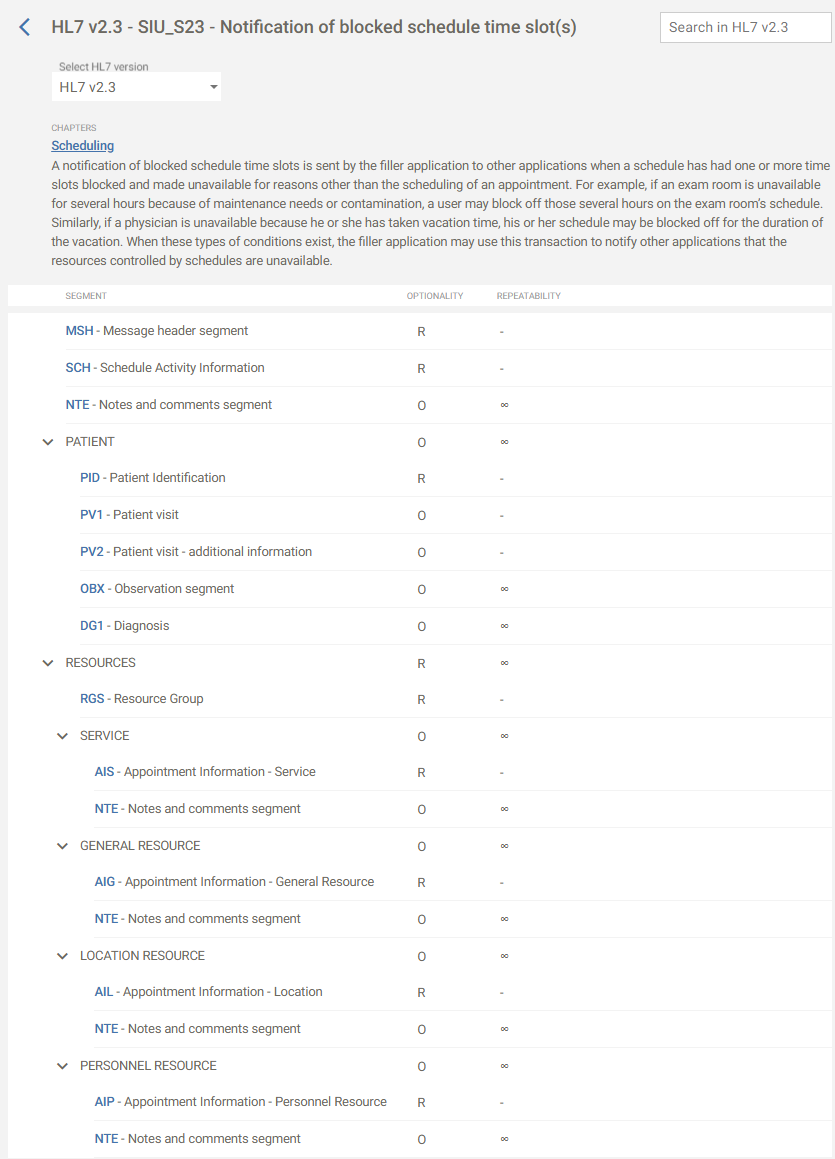 HL7 v2.3 - SIU_S23 - Notification of blocked schedule time slot(s)
Search in HL7 v2.3
Select HL7 version
HL7 v2.3
CHAPTERS
Scheduling
A notification of blocked schedule time slots is sent by the filler application to other applications when a schedule has had one or more time
slots blocked and made unavailable for reasons other than the scheduling of an appointment. For example, if an exam room is unavailable
for several hours because of maintenance needs or contamination, a user may block off those several hours on the exam room's schedule.
Similarly, if a physician is unavailable because he or she has taken vacation time, his or her schedule may be blocked off for the duration of
the vacation. When these types of conditions exist, the filler application may use this transaction to notify other applications that the
resources controlled by schedules are unavailable.
SEGMENT OPTIONALITY REPEATABILITY
MSH - Message header segment R -
SCH - Schedule Activity Information R -
NTE - Notes and comments segment O ∞
PATIENT O ∞
PID - Patient Identification R -
PV1 - Patient visit O -
PV2 - Patient visit - additional information O -
OBX - Observation segment O ∞
DG1 - Diagnosis O ∞
RESOURCES R ∞
RGS - Resource Group R -
SERVICE O ∞
AIS - Appointment Information - Service R -
NTE - Notes and comments segment O ∞
GENERAL RESOURCE O ∞
AIG - Appointment Information - General Resource R -
NTE - Notes and comments segment O ∞
LOCATION RESOURCE O ∞
AIL - Appointment Information - Location R -
NTE - Notes and comments segment O ∞
PERSONNEL RESOURCE O ∞
AIP - Appointment Information - Personnel Resource R -
NTE - Notes and comments segment O ∞